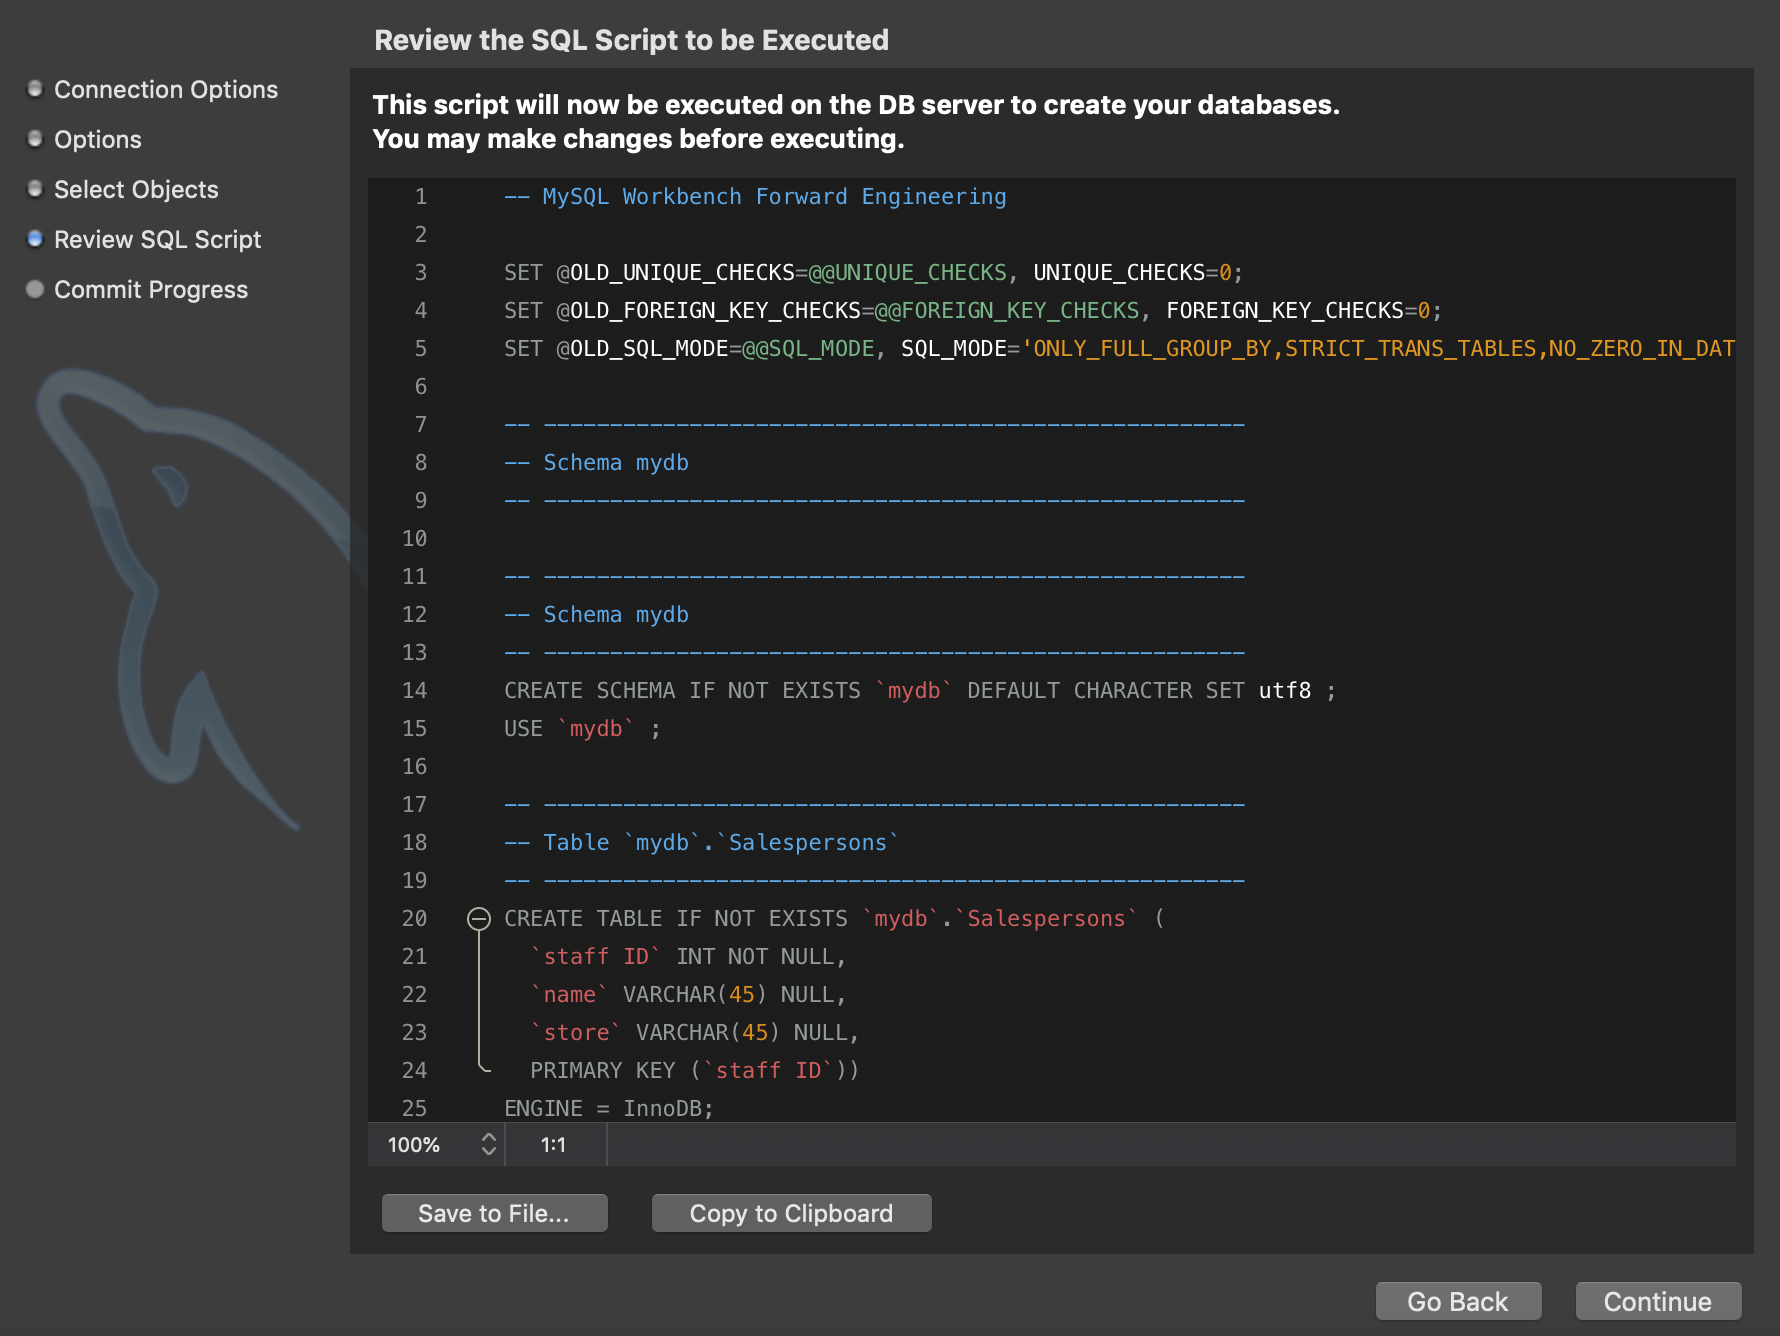 Review the SQL Script to be Executed
Connection Options
Options
Select Objects
Review SQL Script
Commit Progress
This script will now be executed on the DB server to create your databases.
You may make changes before executing.
1 -- MySQL Workbench Forward Engineering
2
3 SET @OLD_UNIQUE_CHECKS=@@UNIQUE_CHECKS, UNIQUE_CHECKS=0;
4 SET @OLD_FOREIGN_KEY_CHECKS=@@FOREIGN_KEY_CHECKS, FOREIGN_KEY_CHECKS=0;
5 SET @OLD_SQL_MODE=@@SQL_MODE, SQL_MODE='ONLY_FULL_GROUP_BY,STRICT_TRANS_TABLES,NO_ZERO_IN_DAT
6
7 -- -----------------------------------------------------
8 -- Schema mydb
9 -- -----------------------------------------------------
10
11 -- -----------------------------------------------------
12 -- Schema mydb
13 -- -----------------------------------------------------
14 CREATE SCHEMA IF NOT EXISTS `mydb` DEFAULT CHARACTER SET utf8 ;
15 USE `mydb` ;
16
17 -- -----------------------------------------------------
18 -- Table `mydb`.`Salespersons`
19 -- -----------------------------------------------------
20 CREATE TABLE IF NOT EXISTS `mydb`.`Salespersons` (
21 `staff ID` INT NOT NULL,
22 `name` VARCHAR(45) NULL,
23 `store` VARCHAR(45) NULL,
24 PRIMARY KEY (`staff ID`))
25 ENGINE = InnoDB;
100% 1:1
Save to File... Copy to Clipboard
Go Back Continue